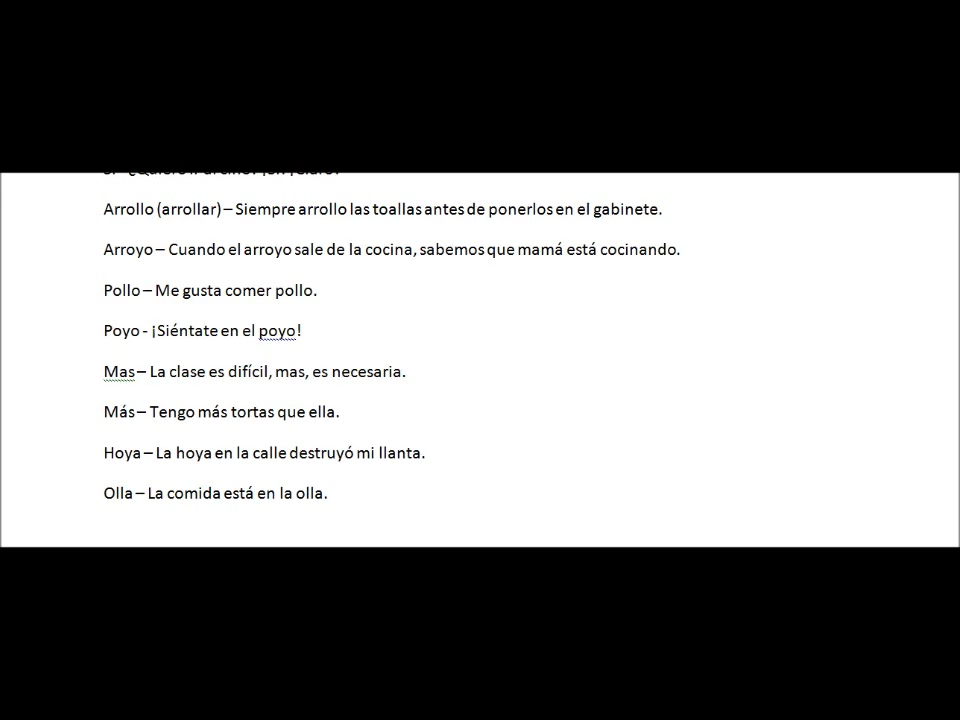 Arrollo (arrollar) – Siempre arrollo las toallas antes de ponerlos en el gabinete.
Arroyo – Cuando el arroyo sale de la cocina, sabemos que mamá está cocinando.
Pollo – Me gusta comer pollo.
Poyo - ¡Siéntate en el poyo!
Mas – La clase es difícil, mas, es necesaria.
Más – Tengo más tortas que ella.
Hoya – La hoya en la calle destruyó mi llanta.
Olla – La comida está en la olla.